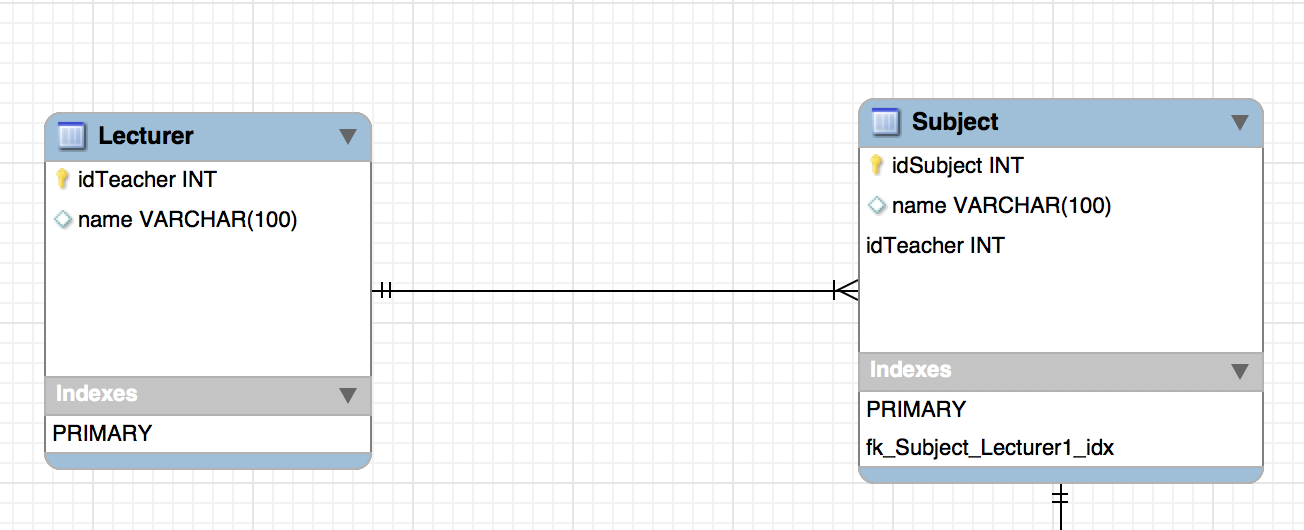 Lecturer
idTeacher INT
name VARCHAR(100)
Indexes
PRIMARY
Subject
idSubject INT
name VARCHAR(100)
idTeacher INT
Indexes
PRIMARY
fk_Subject_Lecturer1_idx